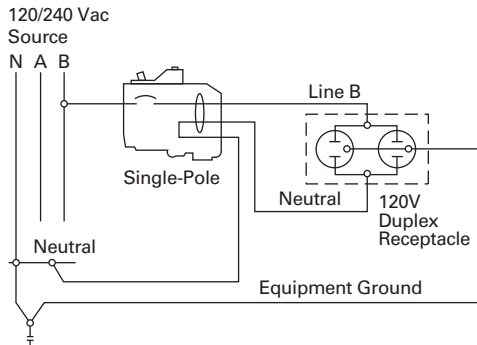 120/240 Vac
Source
N A B
Line B
Single-Pole
Neutral
120V
Duplex
Receptacle
Neutral
Equipment Ground